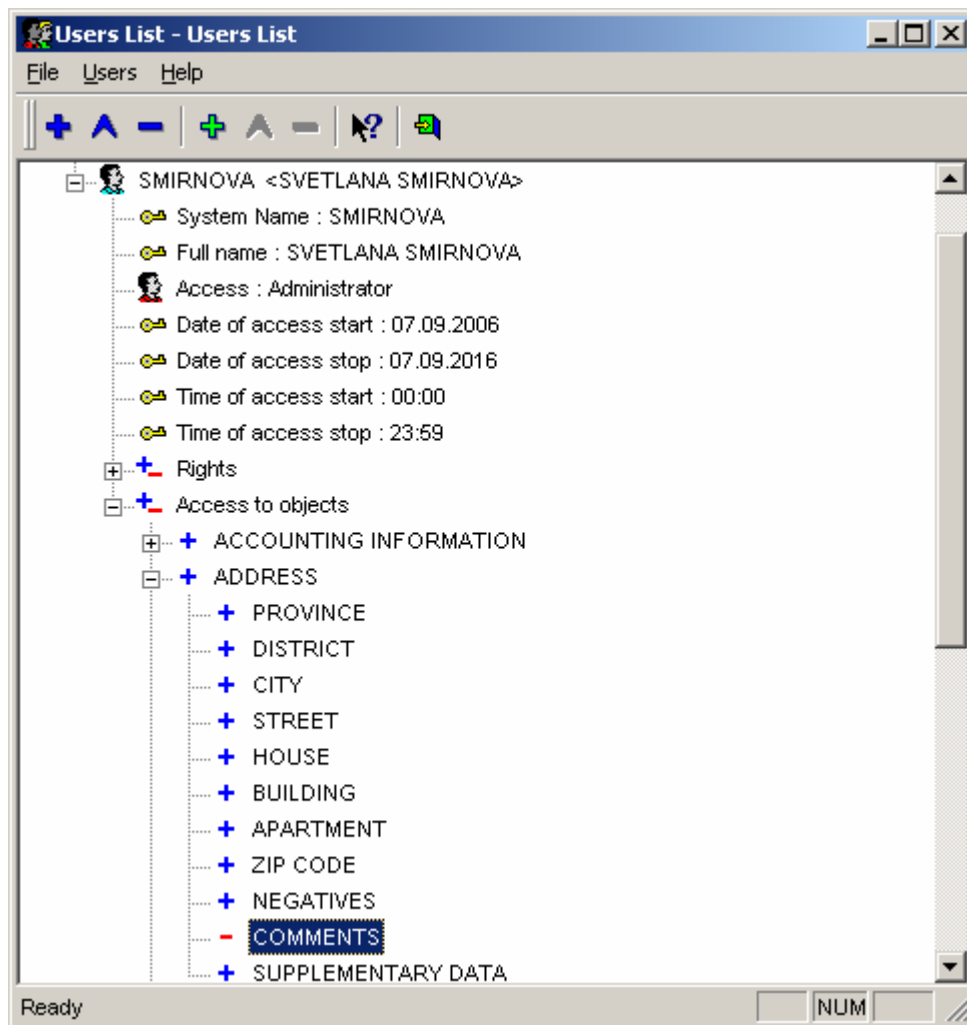 Users List - Users List
File Users Help
SMIRNOVA <SVETLANA SMIRNOVA>
System Name : SMIRNOVA
Full name : SVETLANA SMIRNOVA
Access : Administrator
Date of access start : 07.09.2006
Date of access stop : 07.09.2016
Time of access start : 00:00
Time of access stop : 23:59
Rights
Access to objects
ACCOUNTING INFORMATION
ADDRESS
PROVINCE
DISTRICT
CITY
STREET
HOUSE
BUILDING
APARTMENT
ZIP CODE
NEGATIVES
COMMENTS
SUPPLEMENTARY DATA
Ready NUM